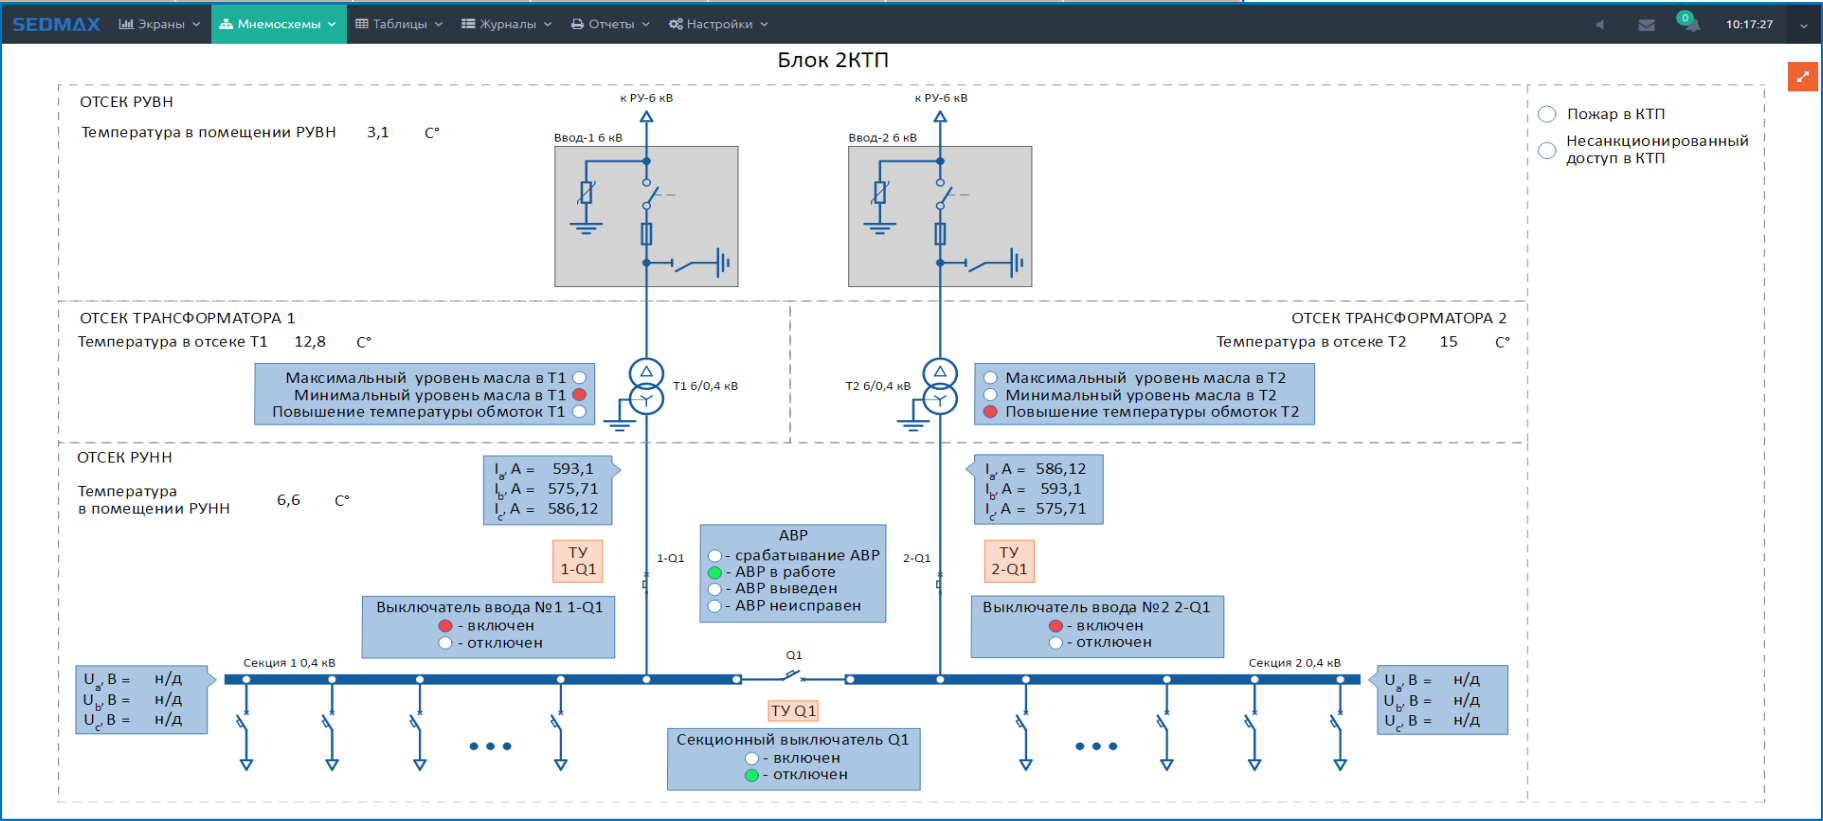 SEDMAX Экраны Мнемосхемы Таблицы Журналы Отчеты Настройки 0 10:17:27
Блок 2КТП
ОТСЕК РУВН
Температура в помещении РУВН 3,1 С°
к РУ-6 кВ
Ввод-1 6 кВ
к РУ-6 кВ
Ввод-2 6 кВ
Пожар в КТП
Несанкционированный
доступ в КТП
ОТСЕК ТРАНСФОРМАТОРА 1
Температура в отсеке Т1 12,8 С°
Максимальный уровень масла в Т1
Минимальный уровень масла в Т1
Повышение температуры обмоток Т1
Т1 6/0,4 кВ
ОТСЕК ТРАНСФОРМАТОРА 2
Температура в отсеке Т2 15 С°
Т2 6/0,4 кВ
Максимальный уровень масла в Т2
Минимальный уровень масла в Т2
Повышение температуры обмоток Т2
ОТСЕК РУНН
Температура
в помещении РУНН 6,6 С°
Ia, А = 593,1
Ib, А = 575,71
Ic, А = 586,12
Ia, А = 586,12
Ib, А = 593,1
Ic, А = 575,71
ТУ
1-Q1
1-Q1
АВР
- срабатывание АВР
- АВР в работе
- АВР выведен
- АВР неисправен
2-Q1
ТУ
2-Q1
Выключатель ввода №1 1-Q1
- включен
- отключен
Выключатель ввода №2 2-Q1
- включен
- отключен
Секция 1 0,4 кВ
Q1
Секция 2 0,4 кВ
Ua, В = н/д
Ub, В = н/д
Uc, В = н/д
Ua, В = н/д
Ub, В = н/д
Uc, В = н/д
ТУ Q1
Секционный выключатель Q1
- включен
- отключен